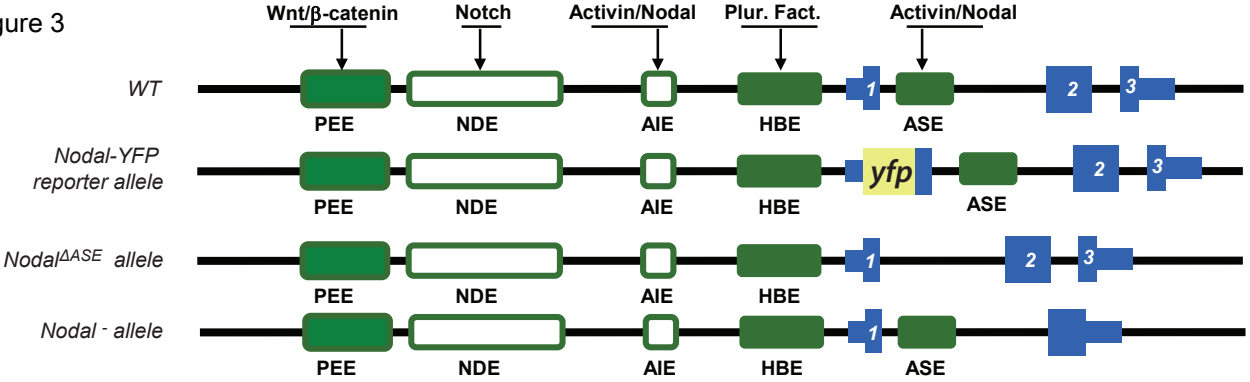 gure 3
Wnt/β-catenin Notch Activin/Nodal Plur. Fact. Activin/Nodal
WT 1 2 3
PEE NDE AIE HBE ASE
Nodal-YFP
reporter allele yfp 2 3
PEE NDE AIE HBE ASE
Nodal^ΔASE allele 1 2 3
PEE NDE AIE HBE
Nodal - allele 1
PEE NDE AIE HBE ASE